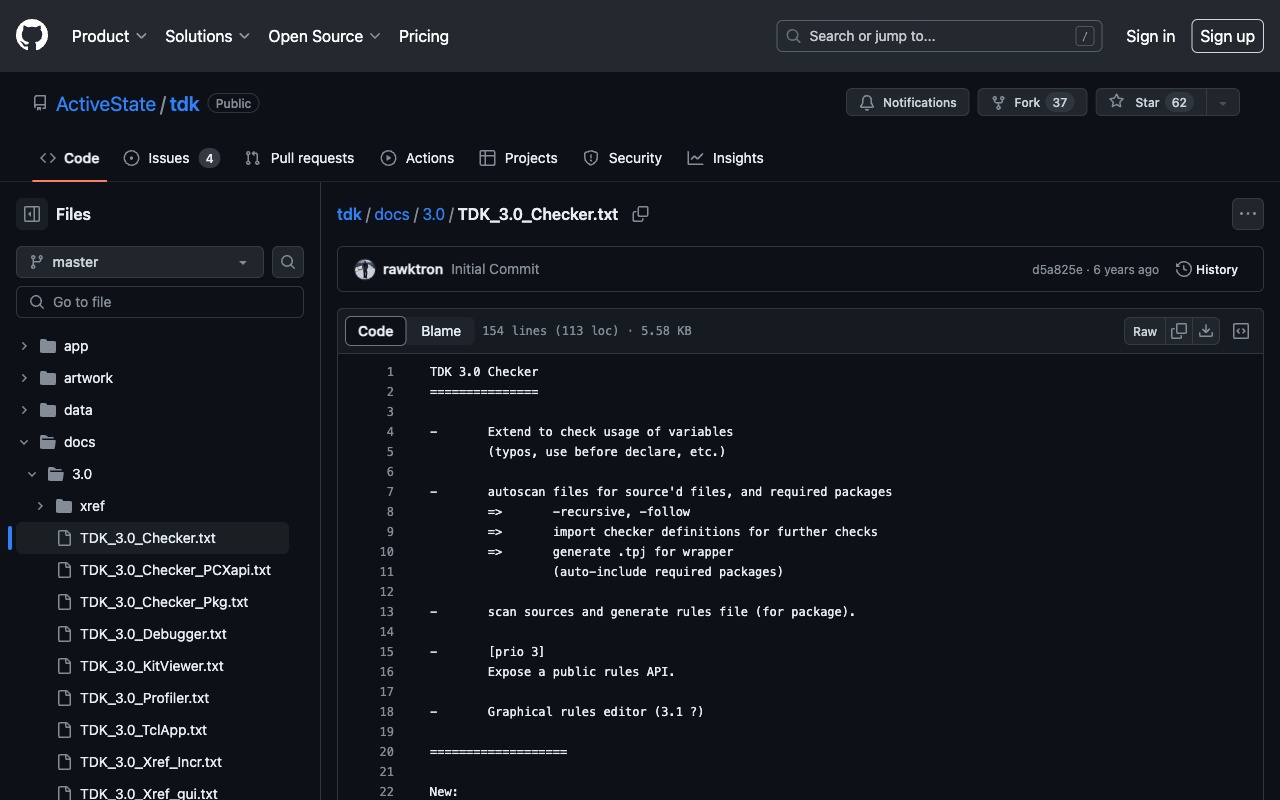 Product Solutions Open Source Pricing Search or jump to... / Sign in Sign up
ActiveState / tdk Public Notifications Fork 37 Star 62
Code Issues 4 Pull requests Actions Projects Security Insights
Files
master
Go to file
app
artwork
data
docs
3.0
xref
TDK_3.0_Checker.txt
TDK_3.0_Checker_PCXapi.txt
TDK_3.0_Checker_Pkg.txt
TDK_3.0_Debugger.txt
TDK_3.0_KitViewer.txt
TDK_3.0_Profiler.txt
TDK_3.0_TclApp.txt
TDK_3.0_Xref_Incr.txt
TDK_3.0_Xref_gui.txt
tdk / docs / 3.0 / TDK_3.0_Checker.txt
rawktron Initial Commit d5a825e · 6 years ago History
Code Blame 154 lines (113 loc) · 5.58 KB Raw
1 TDK 3.0 Checker
2 ===============
3
4 - Extend to check usage of variables
5 (typos, use before declare, etc.)
6
7 - autoscan files for source'd files, and required packages
8 => -recursive, -follow
9 => import checker definitions for further checks
10 => generate .tpj for wrapper
11 (auto-include required packages)
12
13 - scan sources and generate rules file (for package).
14
15 - [prio 3]
16 Expose a public rules API.
17
18 - Graphical rules editor (3.1 ?)
19
20 ===================
21
22 New: